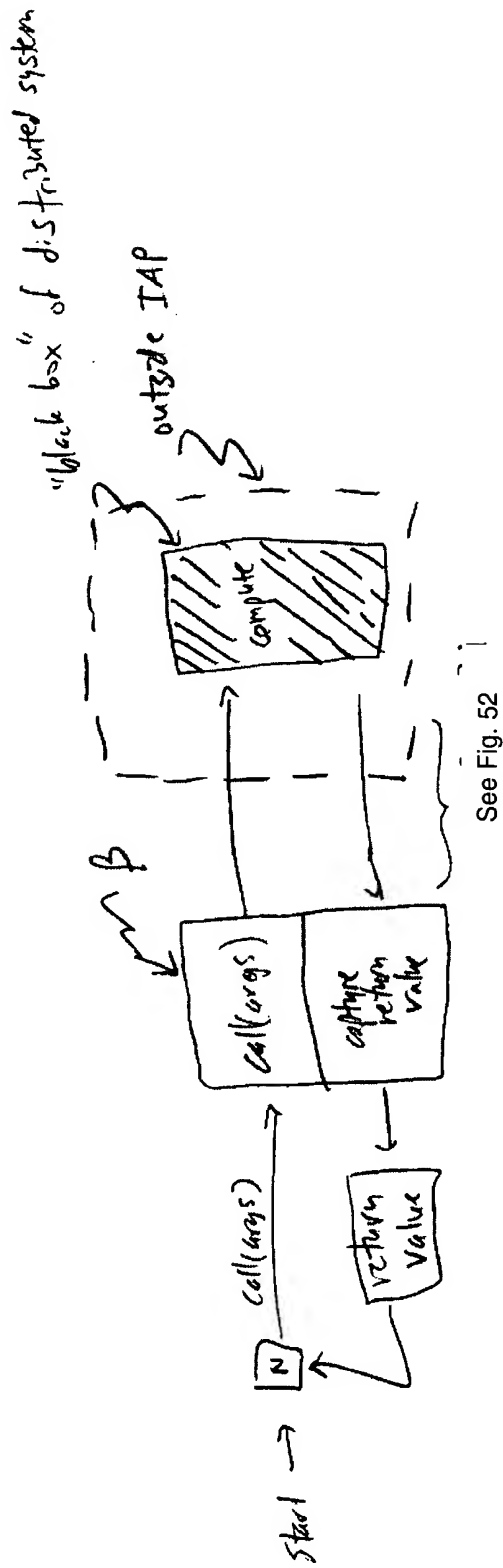 "black box" of distributed system
outside IAP
compute
β
call(args)
capture
return
value
call(args)
return
value
N
Start
See Fig. 52